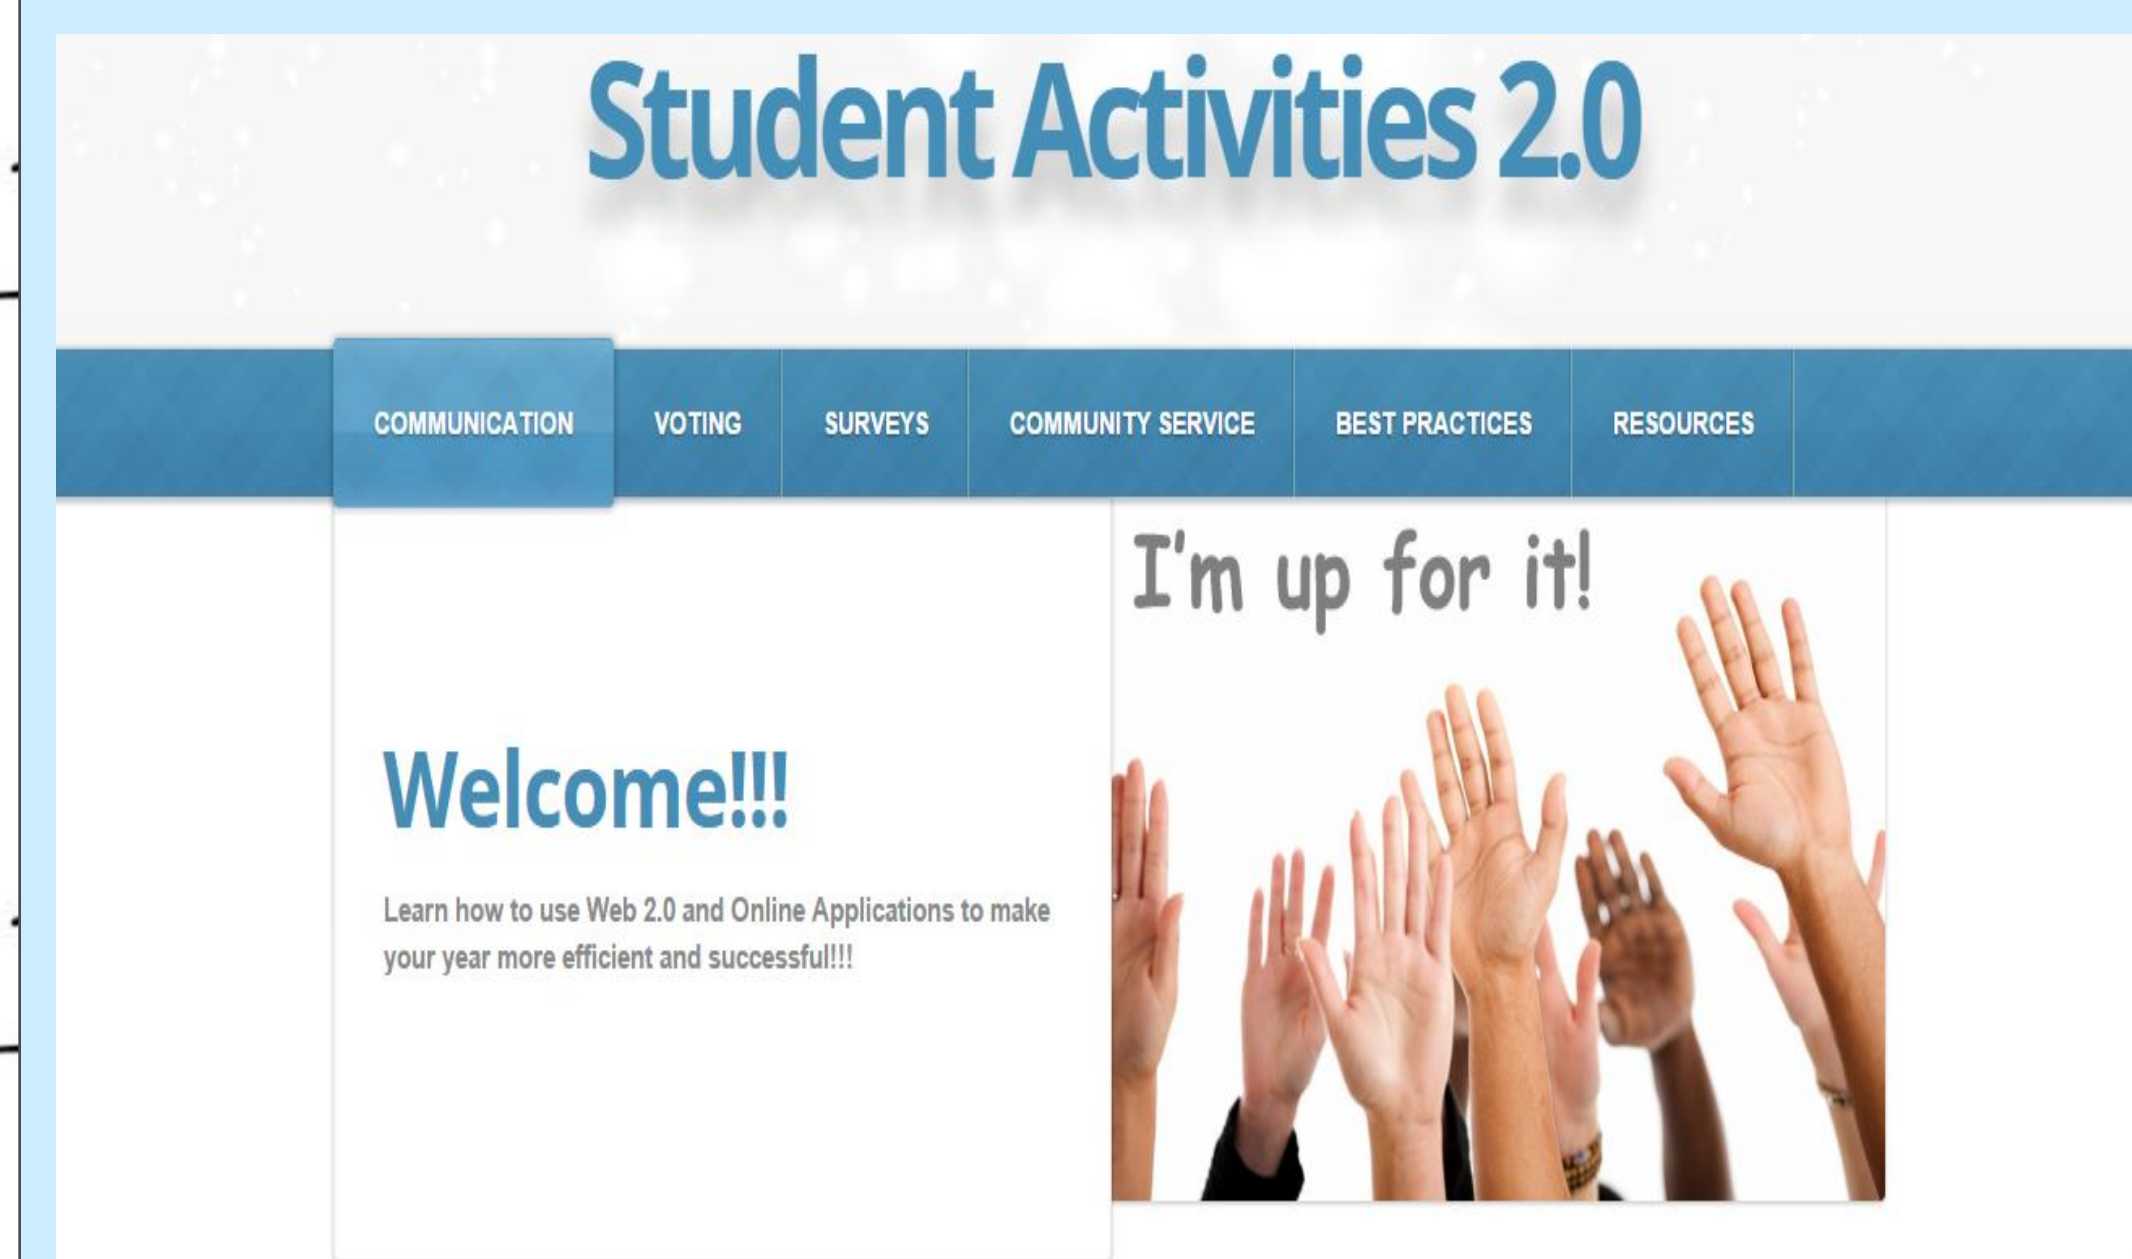 Student Activities 2.0
COMMUNICATION VOTING SURVEYS COMMUNITY SERVICE BEST PRACTICES RESOURCES
I'm up for it!
Welcome!!!
Learn how to use Web 2.0 and Online Applications to make
your year more efficient and successful!!!